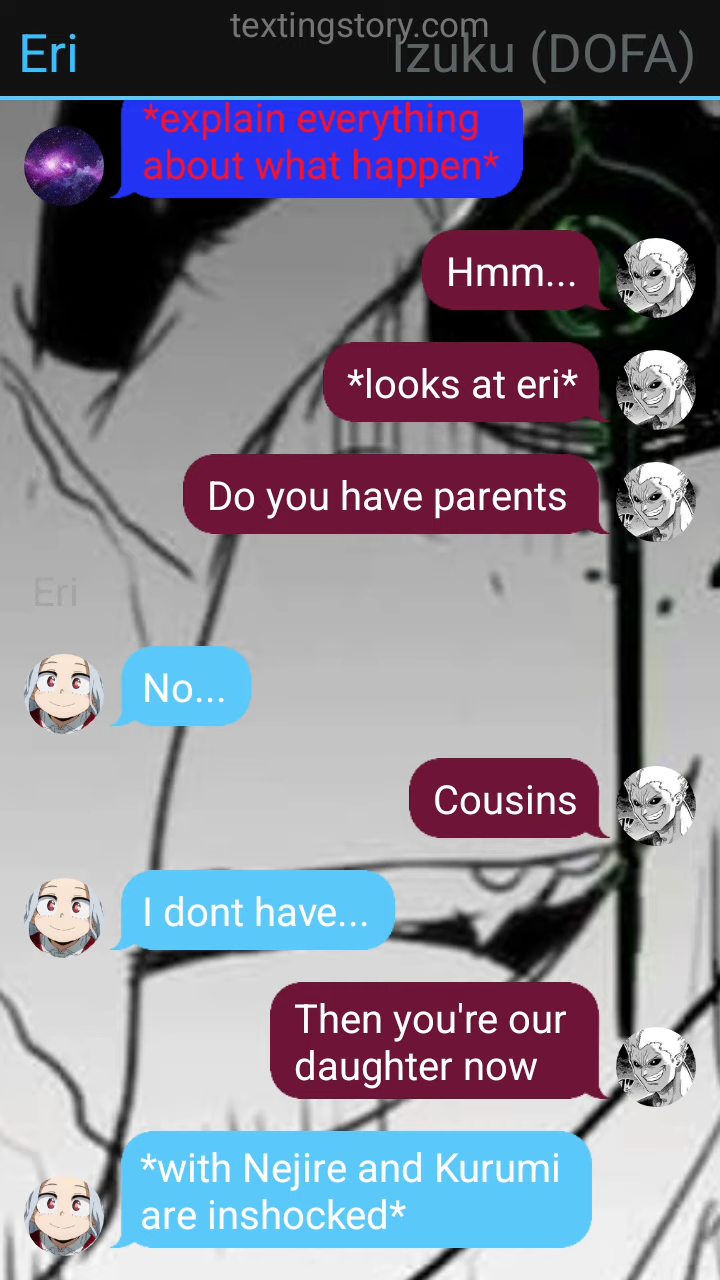 textingstory.com
Eri
Izuku (DOFA)
*explain everything
about what happen*
Hmm...
*looks at eri*
Do you have parents
Eri
No...
Cousins
I dont have...
Then you're our
daughter now
*with Nejire and Kurumi
are inshocked*